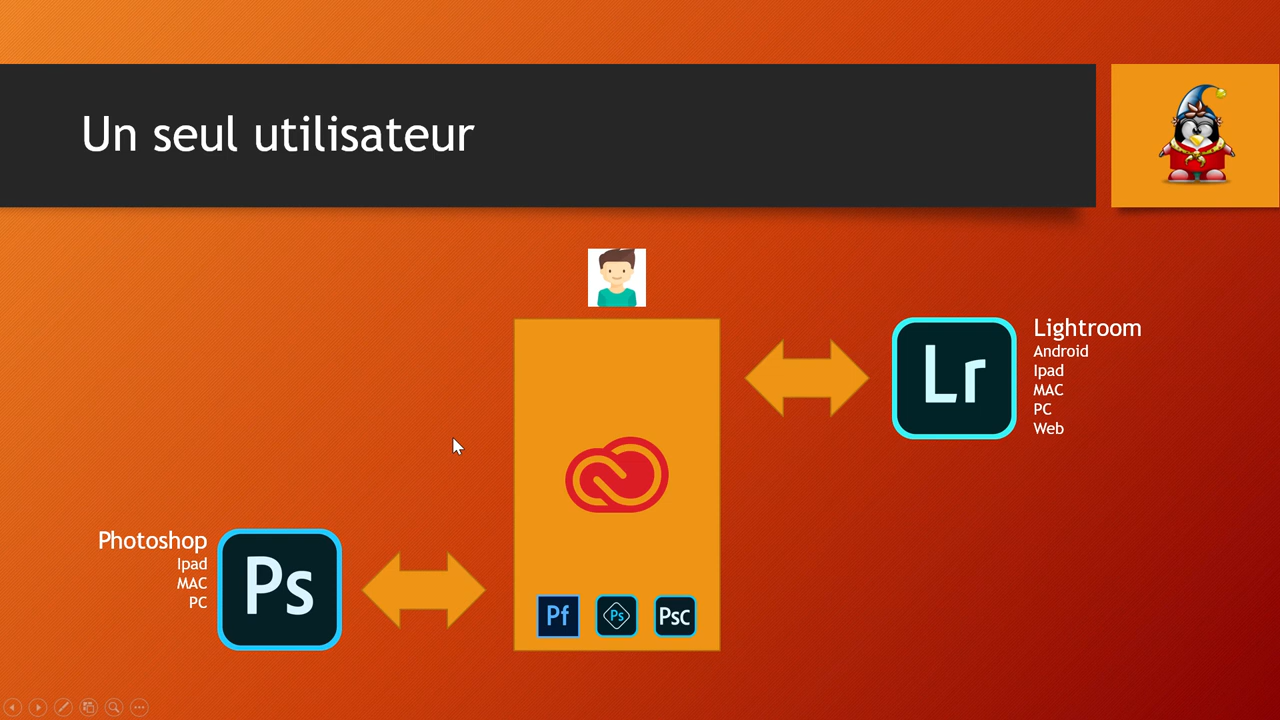 Un seul utilisateur
Lr
Lightroom
Android
Ipad
MAC
PC
Web
Photoshop
Ipad
MAC
PC
Ps
Pf
Ps
Psc